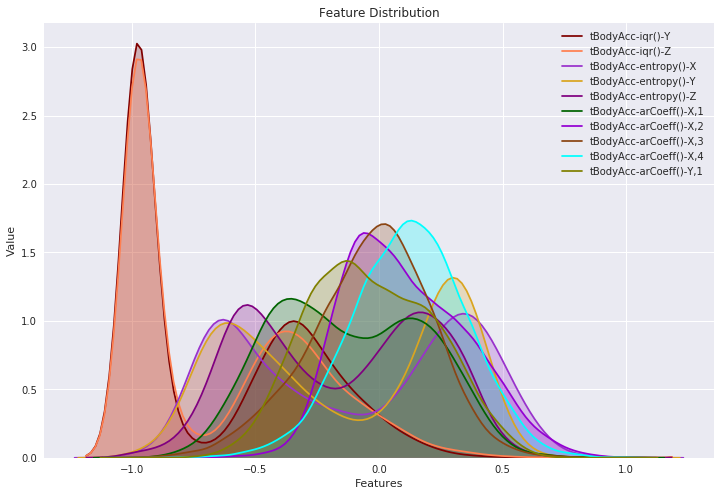 Feature Distribution
tBodyAcc-iqr()-Y
tBodyAcc-iqr()-Z
tBodyAcc-entropy()-X
tBodyAcc-entropy()-Y
tBodyAcc-entropy()-Z
tBodyAcc-arCoeff()-X,1
tBodyAcc-arCoeff()-X,2
tBodyAcc-arCoeff()-X,3
tBodyAcc-arCoeff()-X,4
tBodyAcc-arCoeff()-Y,1
3.0
2.5
2.0
1.5
1.0
0.5
0.0
Value
−1.0 −0.5 0.0 0.5 1.0
Features